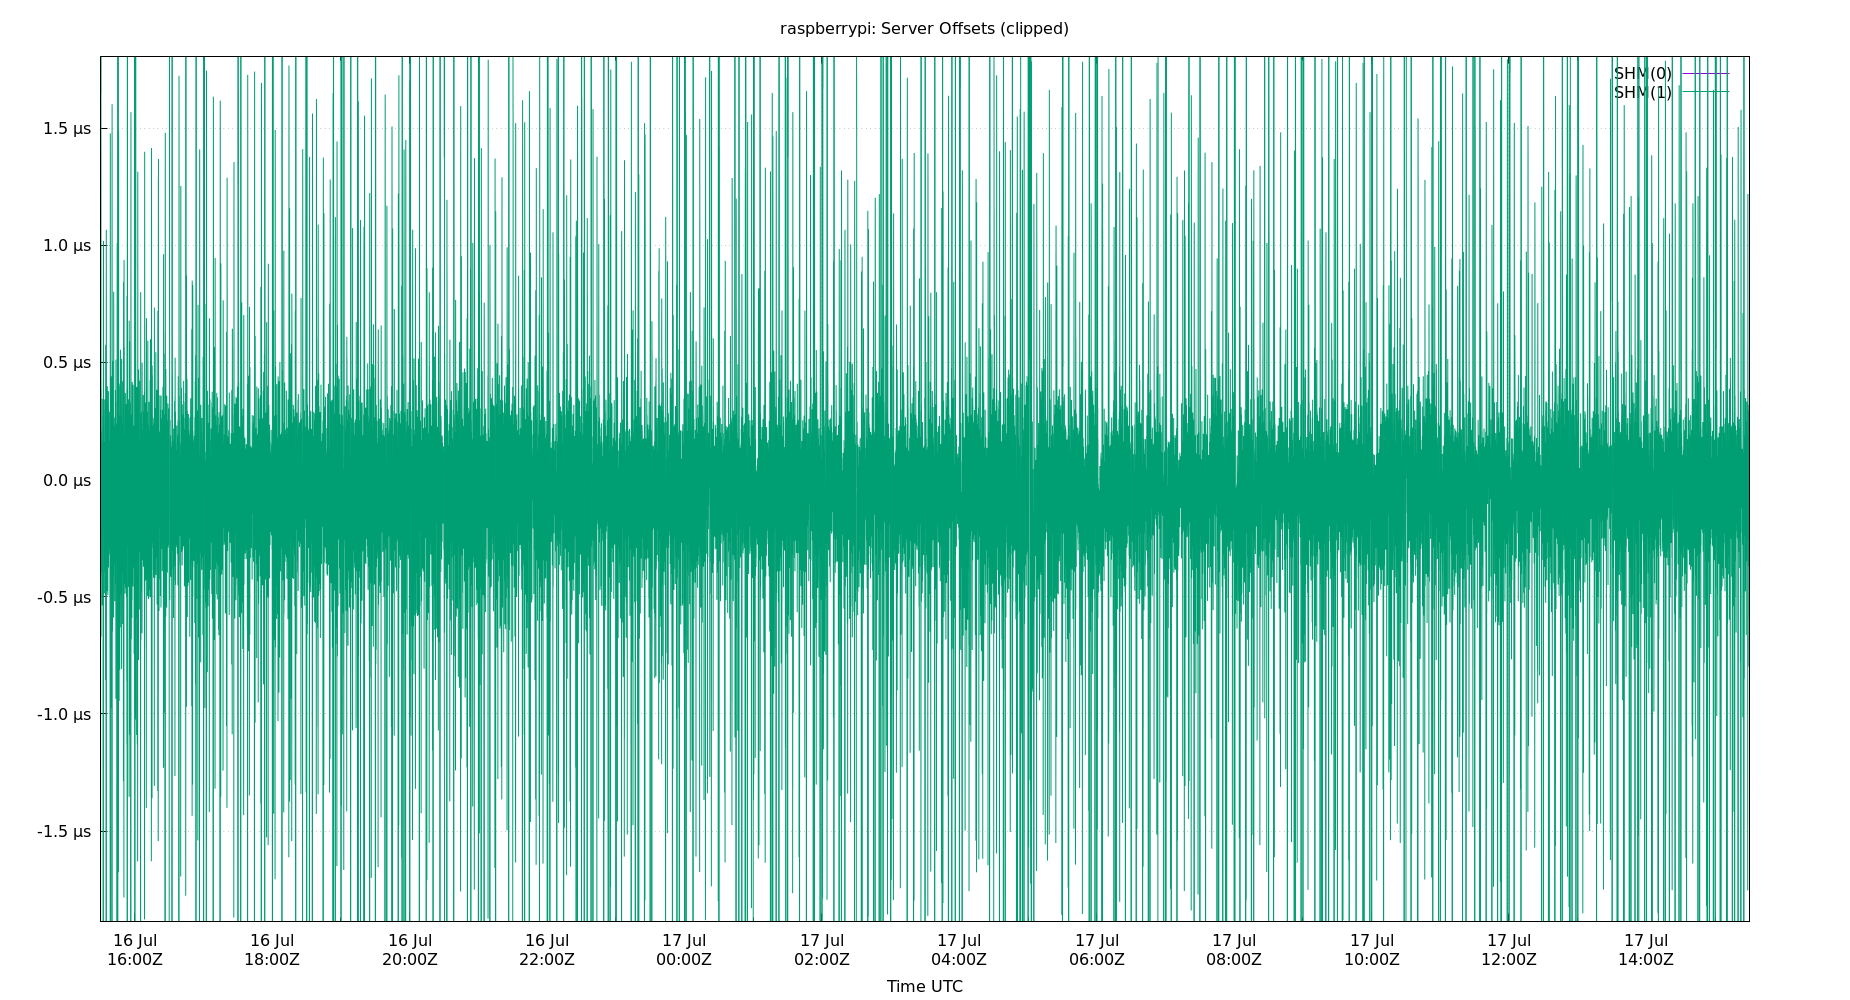 raspberrypi: Server Offsets (clipped)
SHM(0)
SHM(1)
1.5 µs
1.0 µs
0.5 µs
0.0 µs
-0.5 µs
-1.0 µs
-1.5 µs
16 Jul 16 Jul 16 Jul 16 Jul 17 Jul 17 Jul 17 Jul 17 Jul 17 Jul 17 Jul 17 Jul 17 Jul
16:00Z 18:00Z 20:00Z 22:00Z 00:00Z 02:00Z 04:00Z 06:00Z 08:00Z 10:00Z 12:00Z 14:00Z
Time UTC